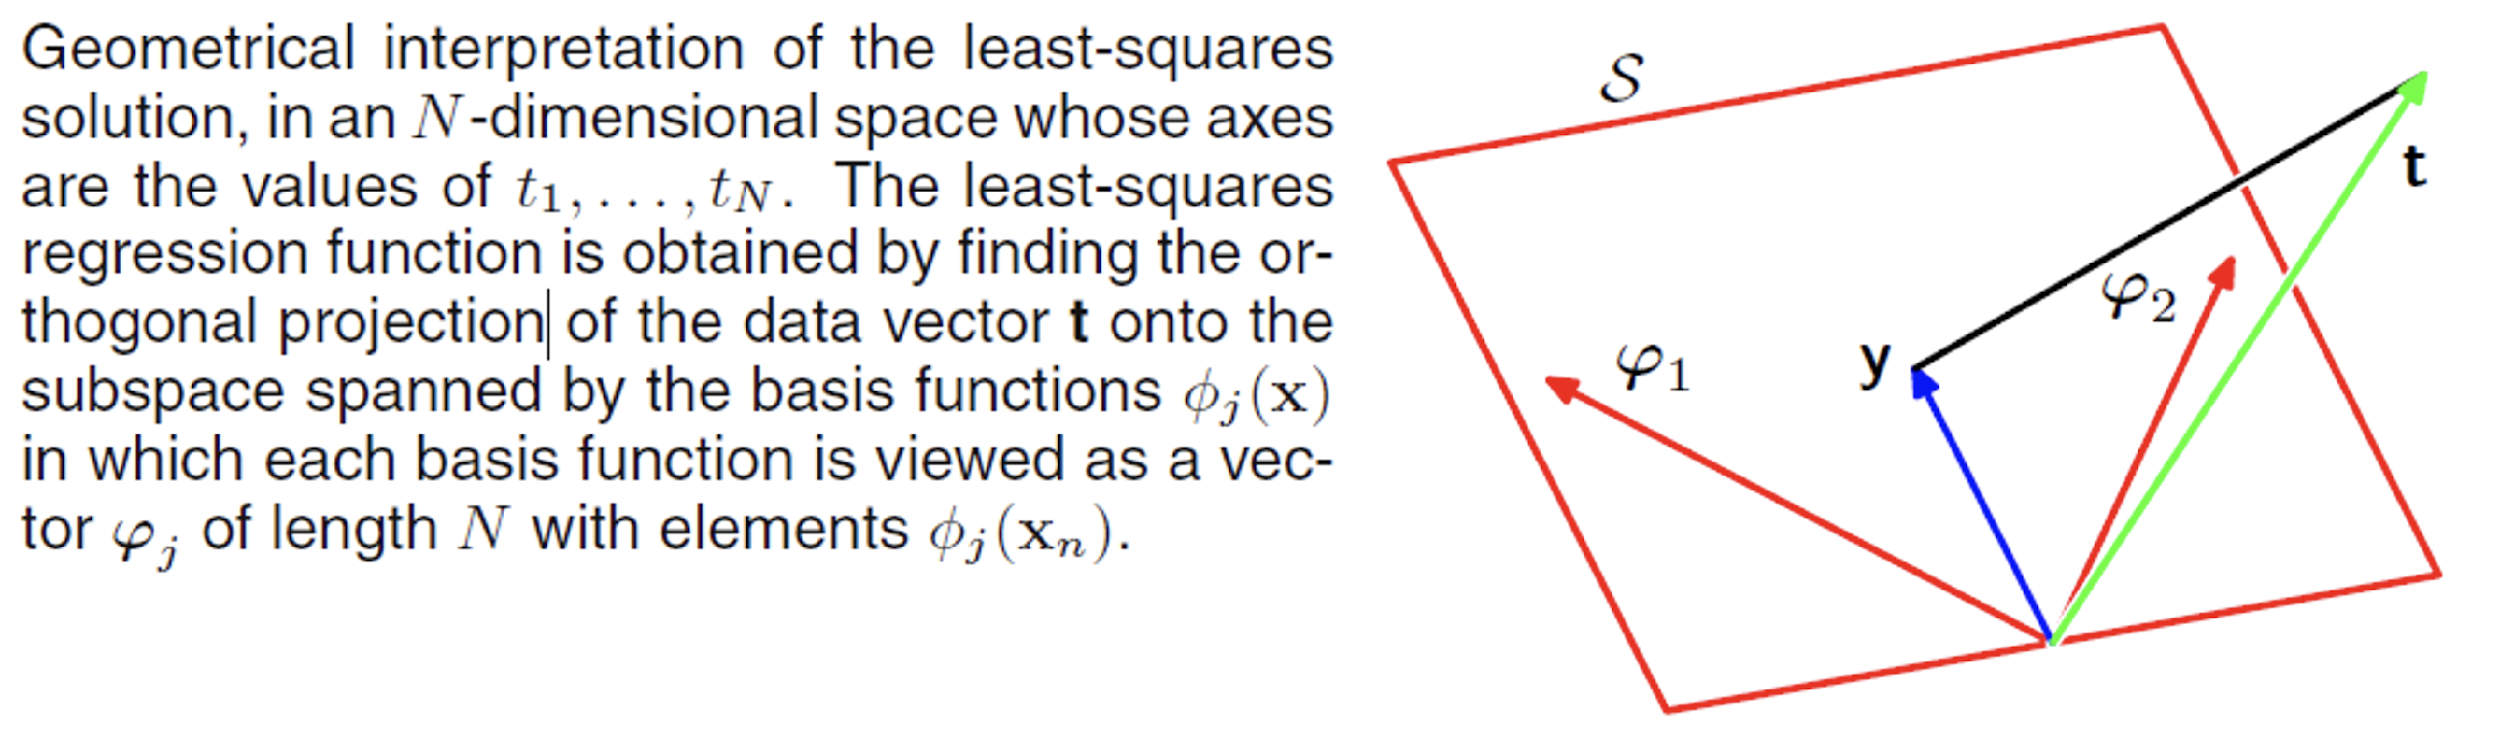 Geometrical interpretation of the least-squares
solution, in an N-dimensional space whose axes
are the values of t₁, . . . , t_N. The least-squares
regression function is obtained by finding the or-
thogonal projection of the data vector t onto the
subspace spanned by the basis functions ϕⱼ(x)
in which each basis function is viewed as a vec-
tor φⱼ of length N with elements ϕⱼ(xₙ).
S
t
φ₂
y
φ₁